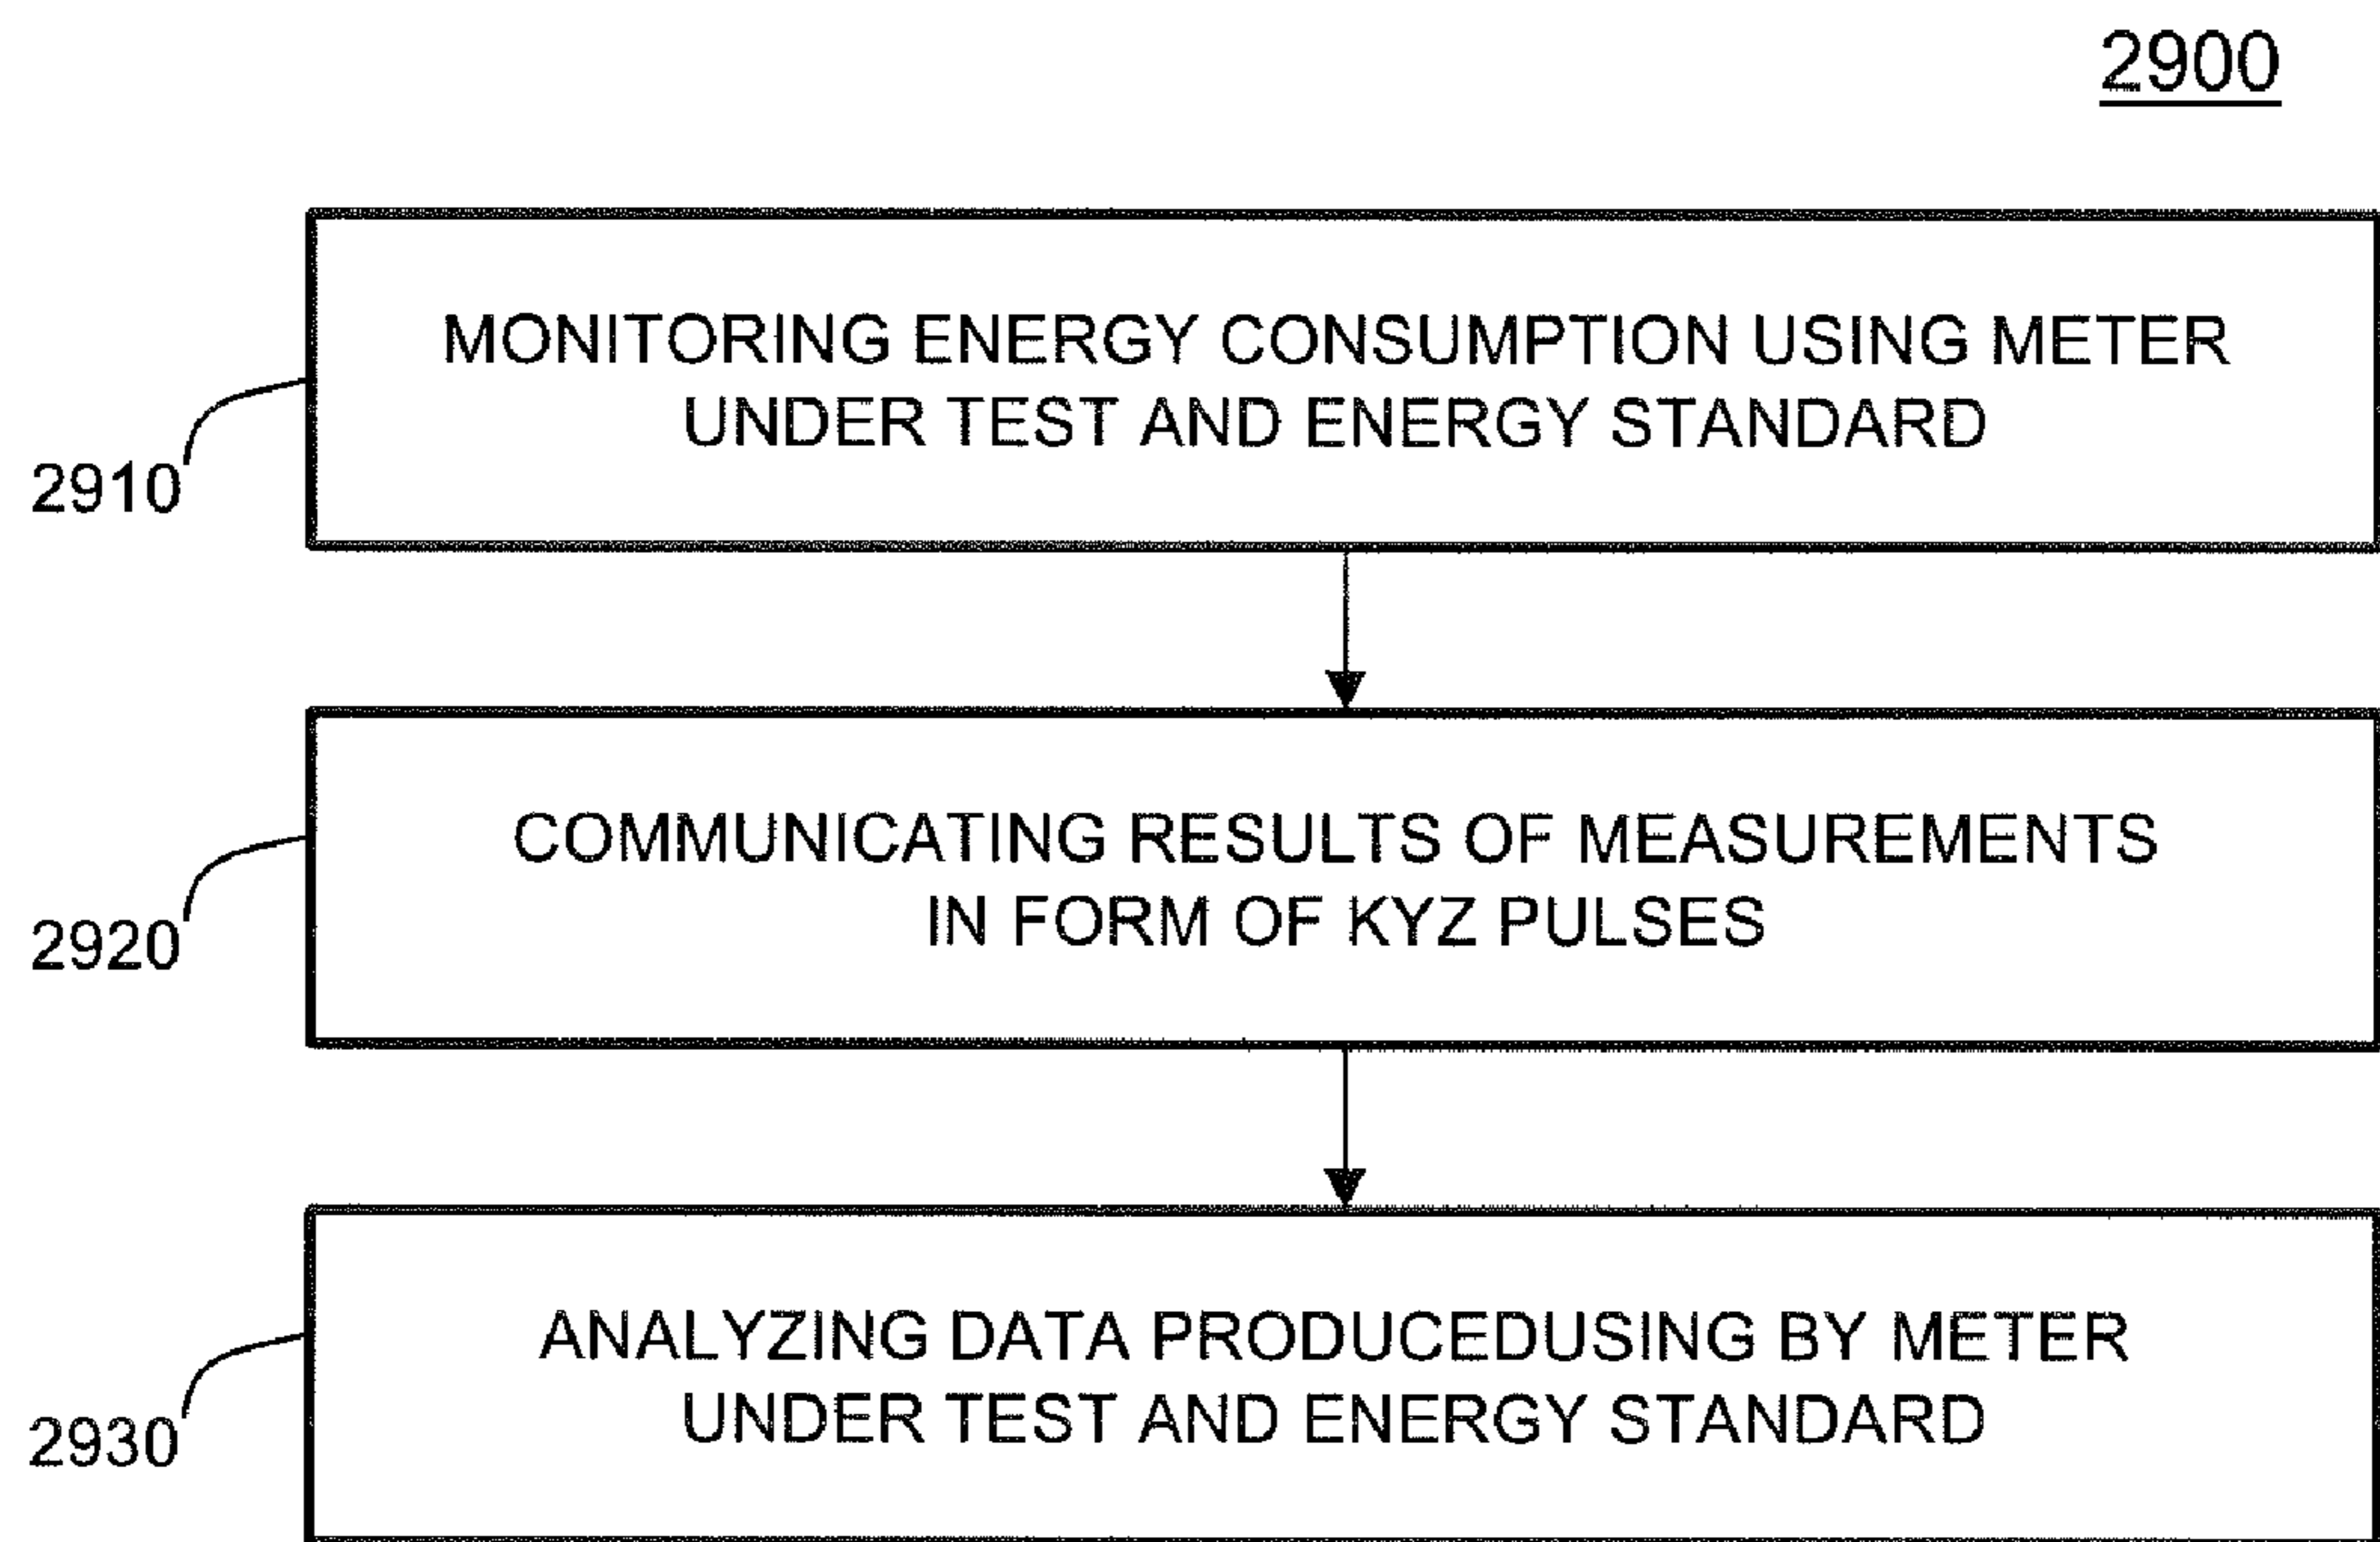 2900
MONITORING ENERGY CONSUMPTION USING METER
UNDER TEST AND ENERGY STANDARD
2910
COMMUNICATING RESULTS OF MEASUREMENTS
IN FORM OF KYZ PULSES
2920
ANALYZING DATA PRODUCEDUSING BY METER
UNDER TEST AND ENERGY STANDARD
2930